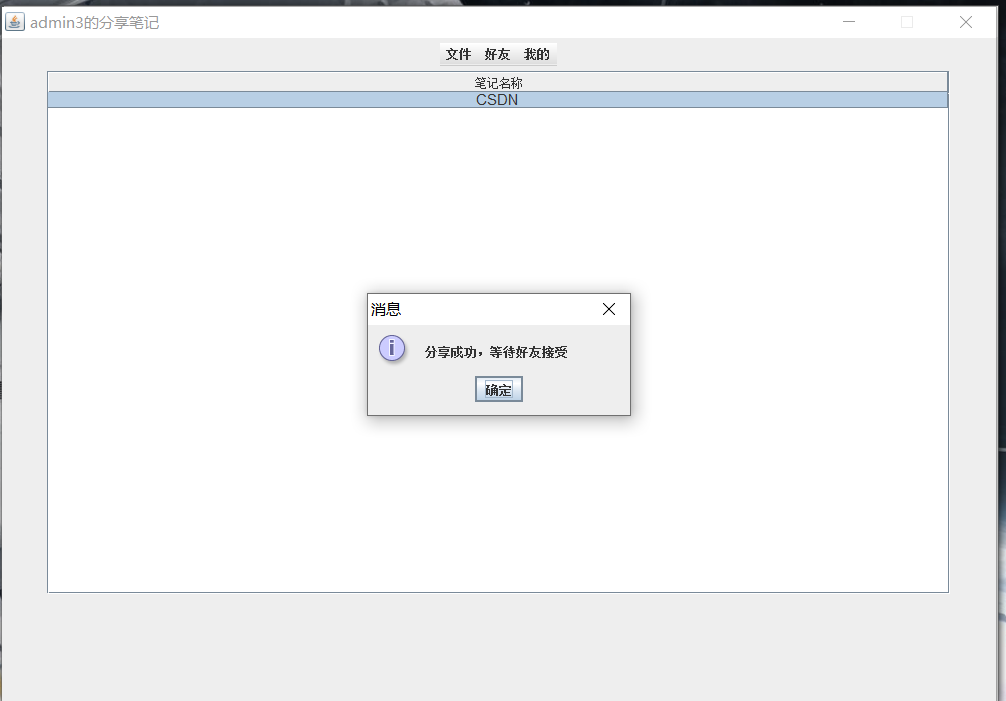 admin3的分享笔记
文件 好友 我的
笔记名称
CSDN
消息
分享成功，等待好友接受
确定